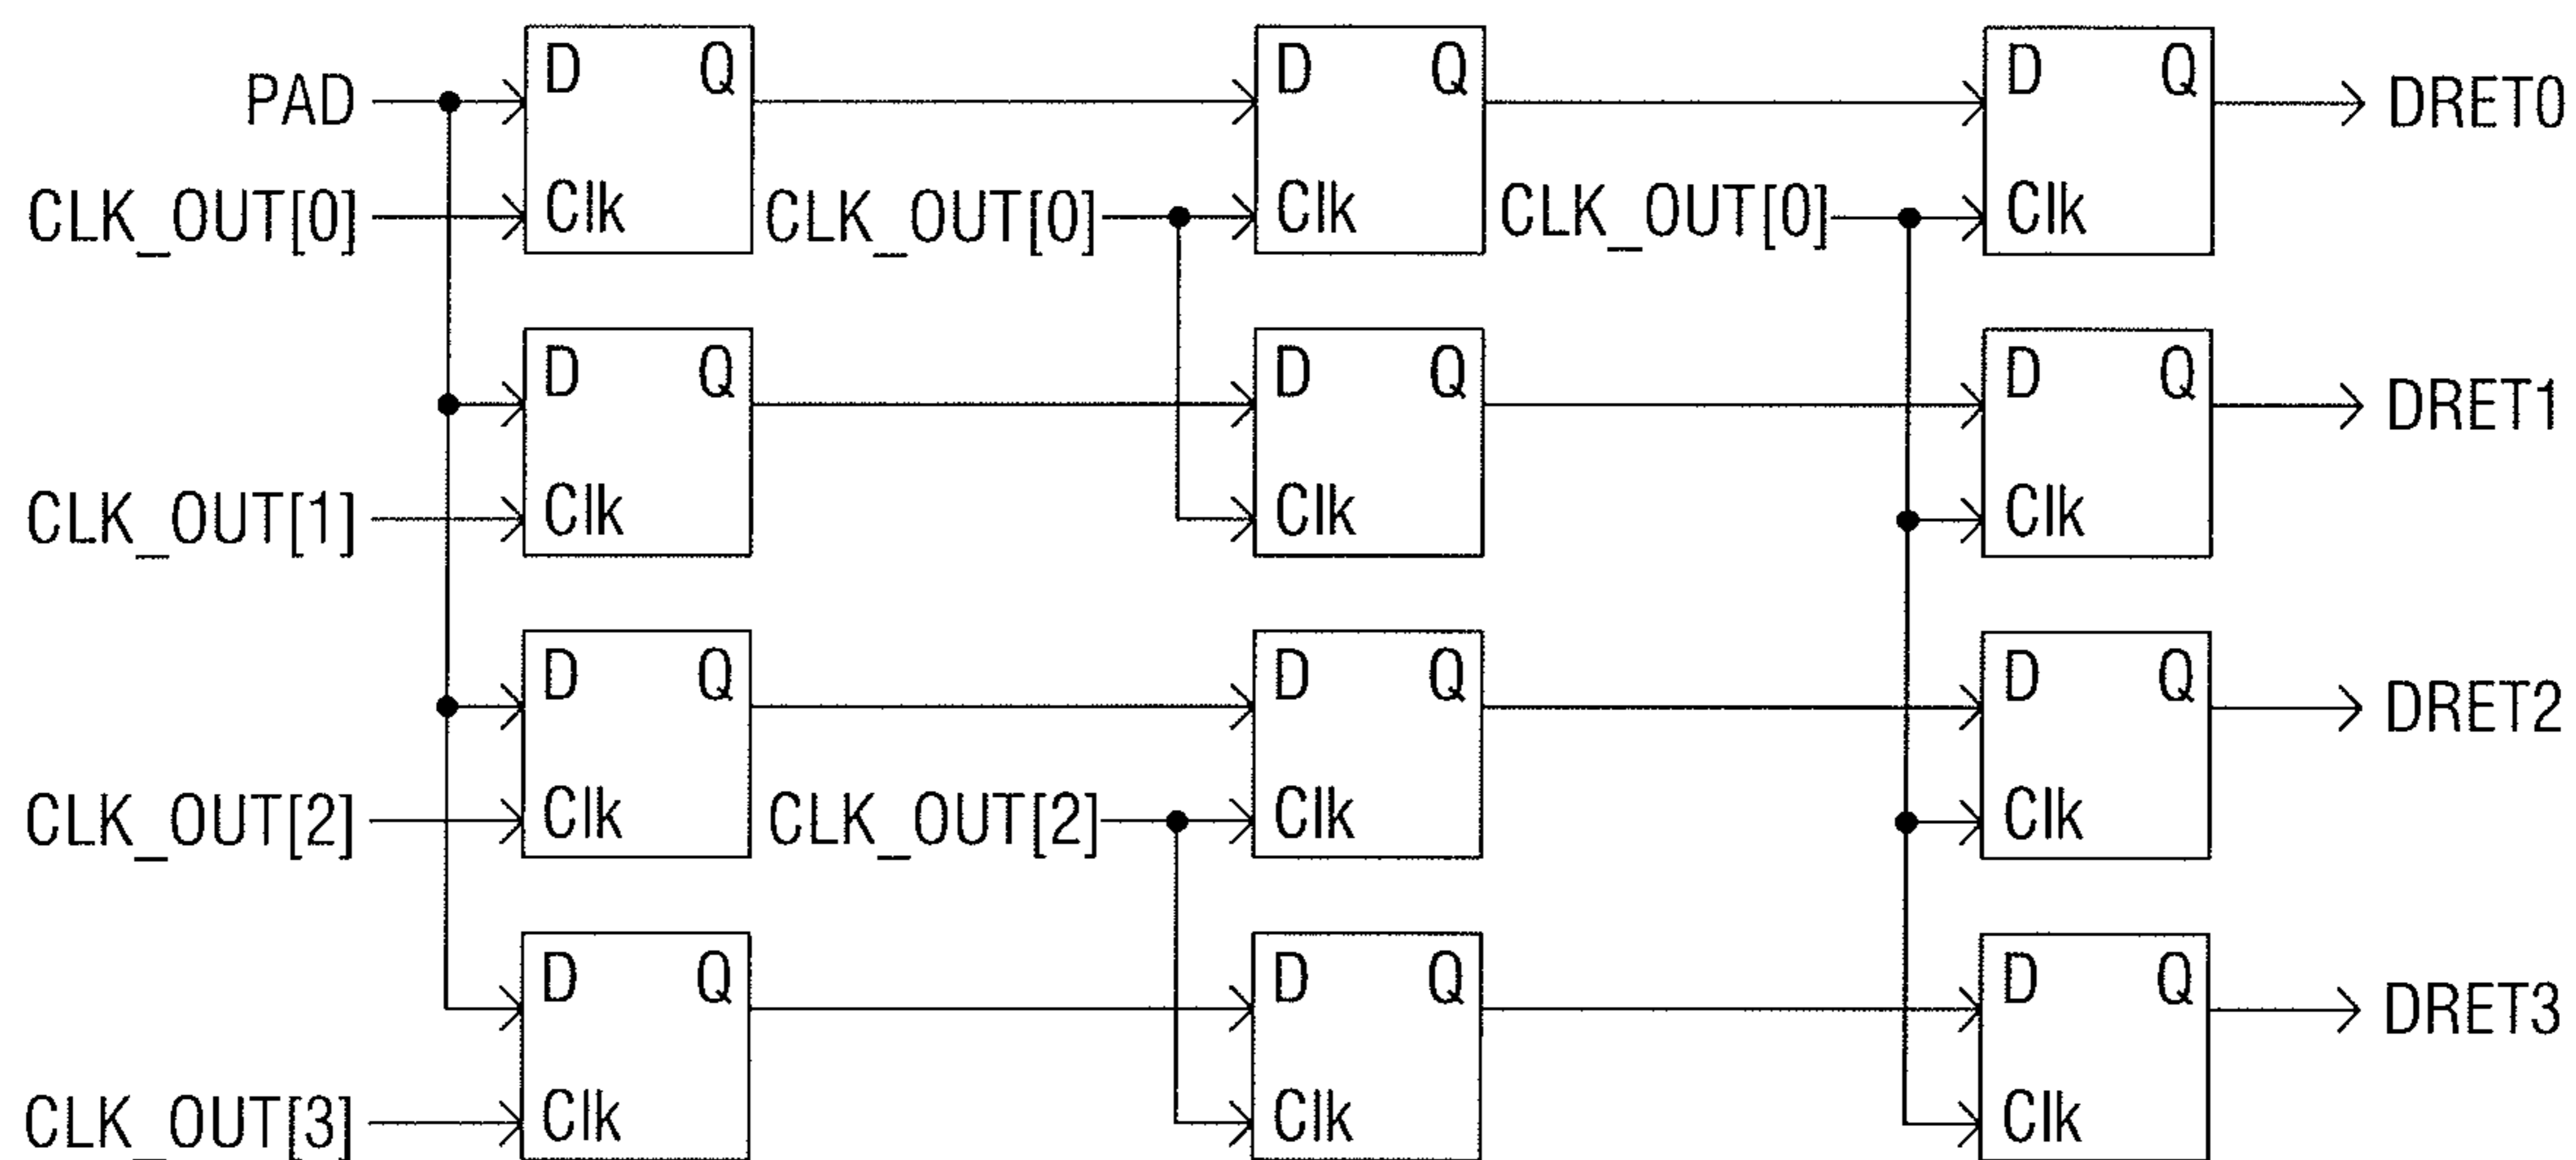 D Q D Q D Q
PAD DRET0
CLK_OUT[0] Clk CLK_OUT[0] Clk CLK_OUT[0] Clk
D Q D Q D Q
DRET1
CLK_OUT[1] Clk Clk Clk
D Q D Q D Q
DRET2
CLK_OUT[2] Clk CLK_OUT[2] Clk Clk
D Q D Q D Q
DRET3
CLK_OUT[3] Clk Clk Clk